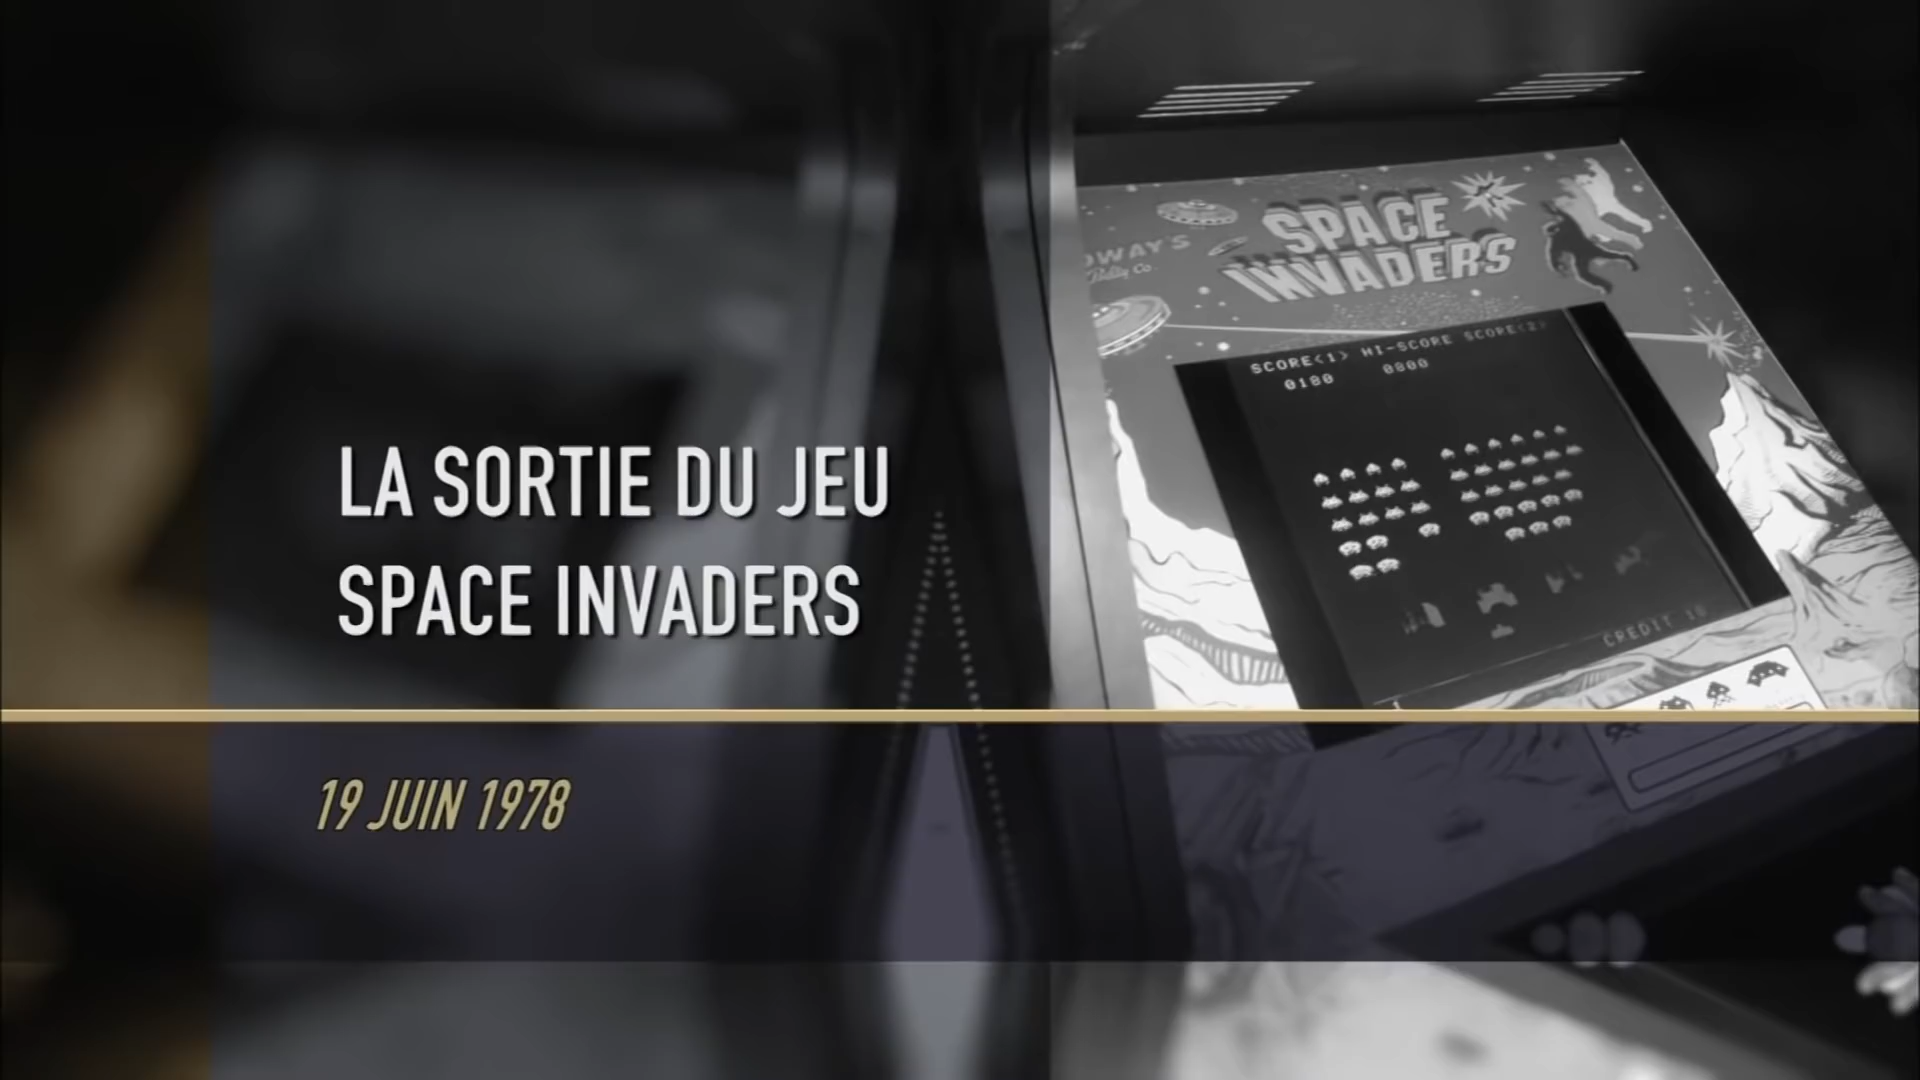 LA SORTIE DU JEU
SPACE INVADERS
19 JUIN 1978
SPACE
INVADERS
SCORE<1> HI-SCORE SCORE<2>
0180 0800
CREDIT